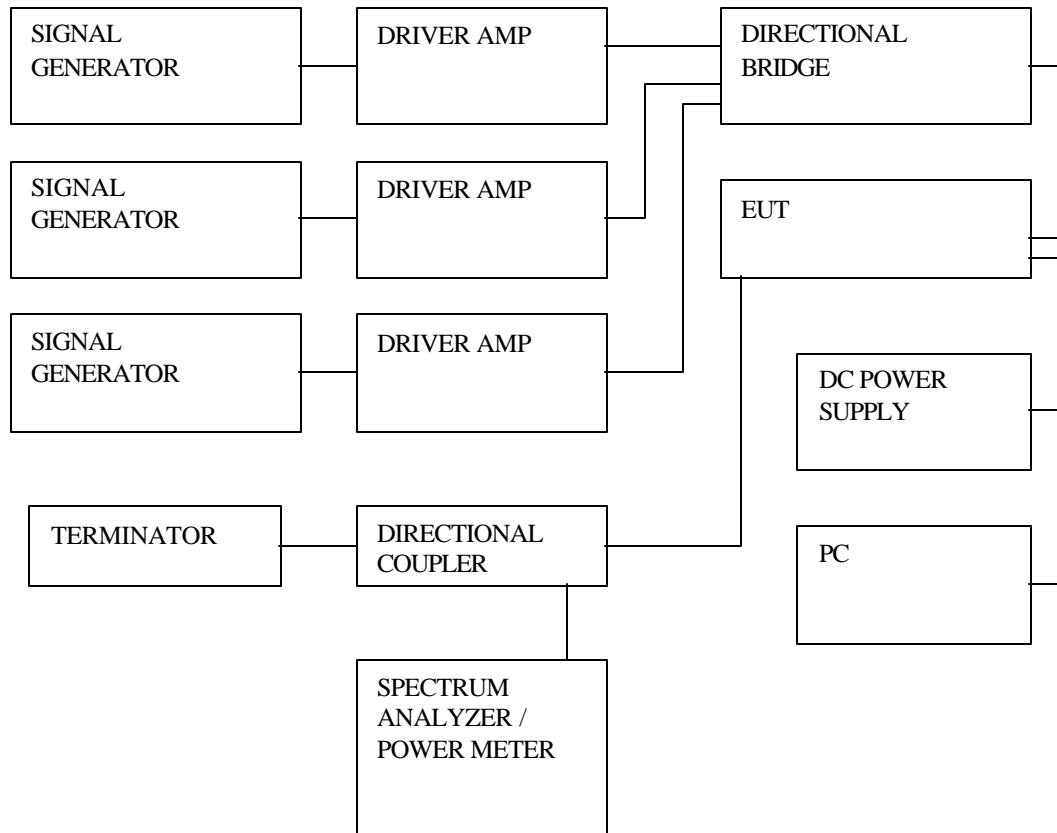 SIGNAL
GENERATOR
DRIVER AMP
DIRECTIONAL
BRIDGE
SIGNAL
GENERATOR
DRIVER AMP
EUT
SIGNAL
GENERATOR
DRIVER AMP
DC POWER
SUPPLY
TERMINATOR
DIRECTIONAL
COUPLER
PC
SPECTRUM
ANALYZER /
POWER METER